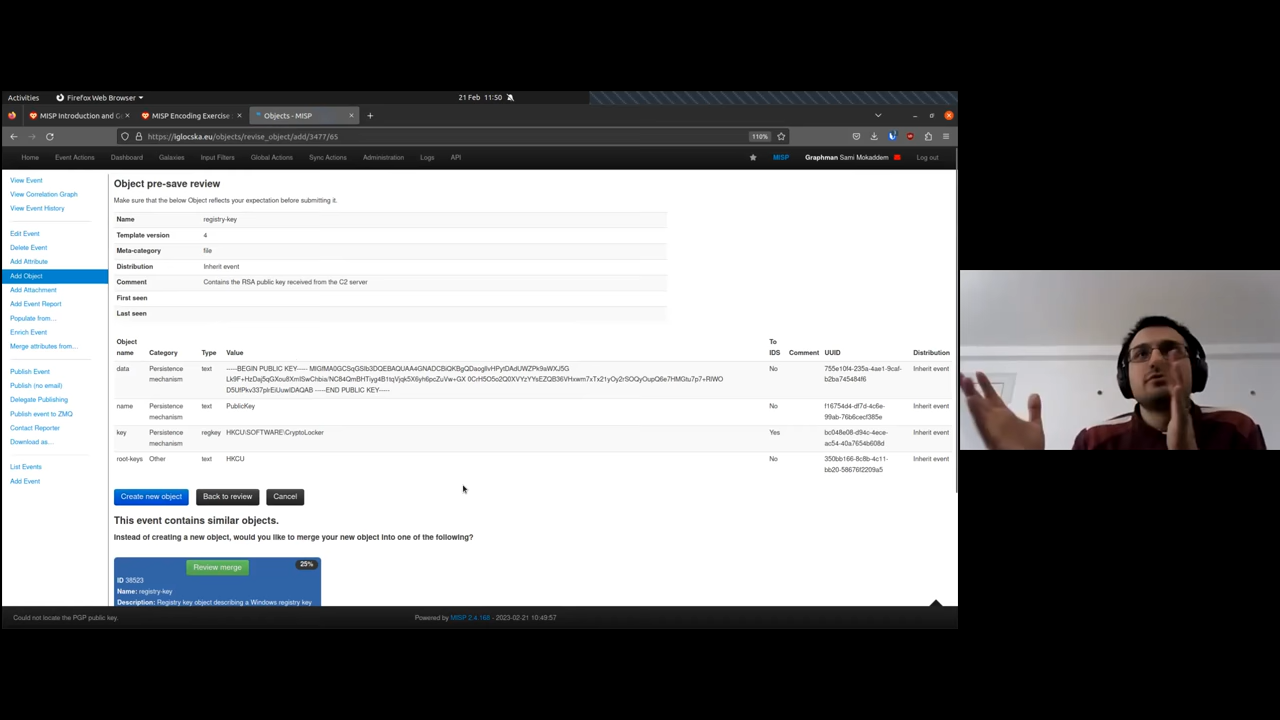 Activities
Firefox Web Browser
21 Feb 11:50
MISP Introduction and G
MISP Encoding Exercise
Objects - MISP
https://iglocska.eu/objects/revise_object/add/3477/65
110%
Home Event Actions Dashboard Galaxies Input Filters Global Actions Sync Actions Administration Logs API
MISP Graphman Sami Mokaddem Log out
View Event
View Correlation Graph
View Event History
Edit Event
Delete Event
Add Attribute
Add Object
Add Attachment
Add Event Report
Populate from...
Enrich Event
Merge attributes from...
Publish Event
Publish (no email)
Delegate Publishing
Publish event to ZMQ
Contact Reporter
Download as...
List Events
Add Event
Object pre-save review
Make sure that the below Object reflects your expectation before submitting it.
Name registry-key
Template version 4
Meta-category file
Distribution Inherit event
Comment Contains the RSA public key received from the C2 server
First seen
Last seen
Object name Category Type Value To IDS Comment UUID Distribution
data Persistence mechanism text -----BEGIN PUBLIC KEY-----
-----END PUBLIC KEY----- No Inherit event
name Persistence mechanism text PublicKey No Inherit event
key Persistence mechanism regkey HKCU\SOFTWARE\CryptoLocker Yes Inherit event
root-keys Other text HKCU No Inherit event
Create new object Back to review Cancel
This event contains similar objects.
Instead of creating a new object, would you like to merge your new object into one of the following?
Review merge 25%
ID 38523
Name: registry-key
Description: Registry key object describing a Windows registry key
Could not locate the PGP public key.
Powered by MISP 2.4.168 - 2023-02-21 10:49:57